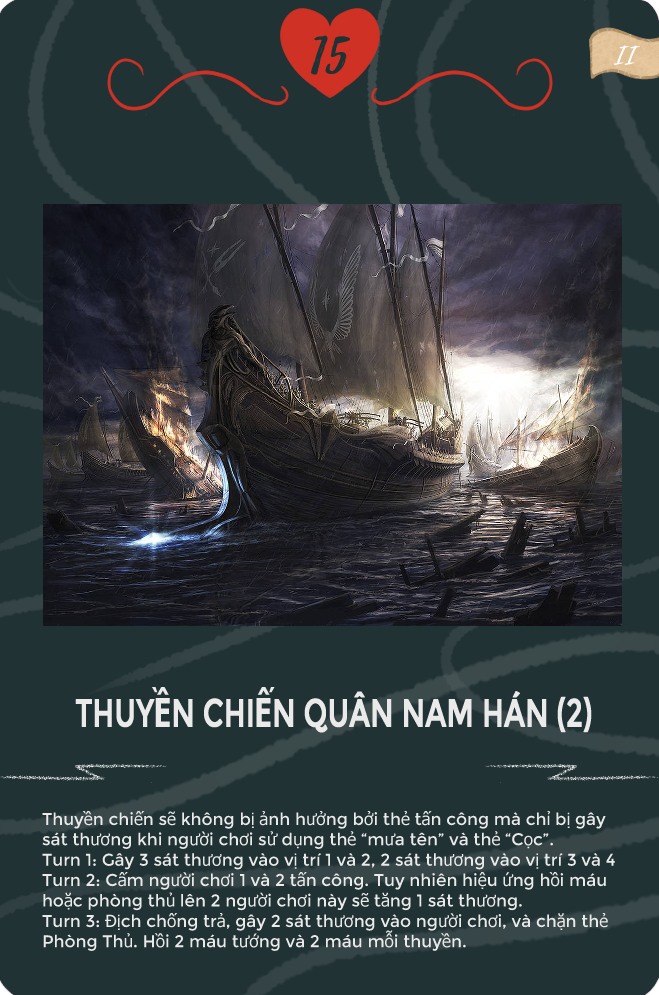 15
II
THUYỀN CHIẾN QUÂN NAM HÁN (2)
Thuyền chiến sẽ không bị ảnh hưởng bởi thẻ tấn công mà chỉ bị gây
sát thương khi người chơi sử dụng thẻ “mưa tên” và thẻ “Cọc”.
Turn 1: Gây 3 sát thương vào vị trí 1 và 2, 2 sát thương vào vị trí 3 và 4
Turn 2: Cấm người chơi 1 và 2 tấn công. Tuy nhiên hiệu ứng hồi máu
hoặc phòng thủ lên 2 người chơi này sẽ tăng 1 sát thương.
Turn 3: Địch chống trả, gây 2 sát thương vào người chơi, và chặn thẻ
Phòng Thủ. Hồi 2 máu tướng và 2 máu mỗi thuyền.